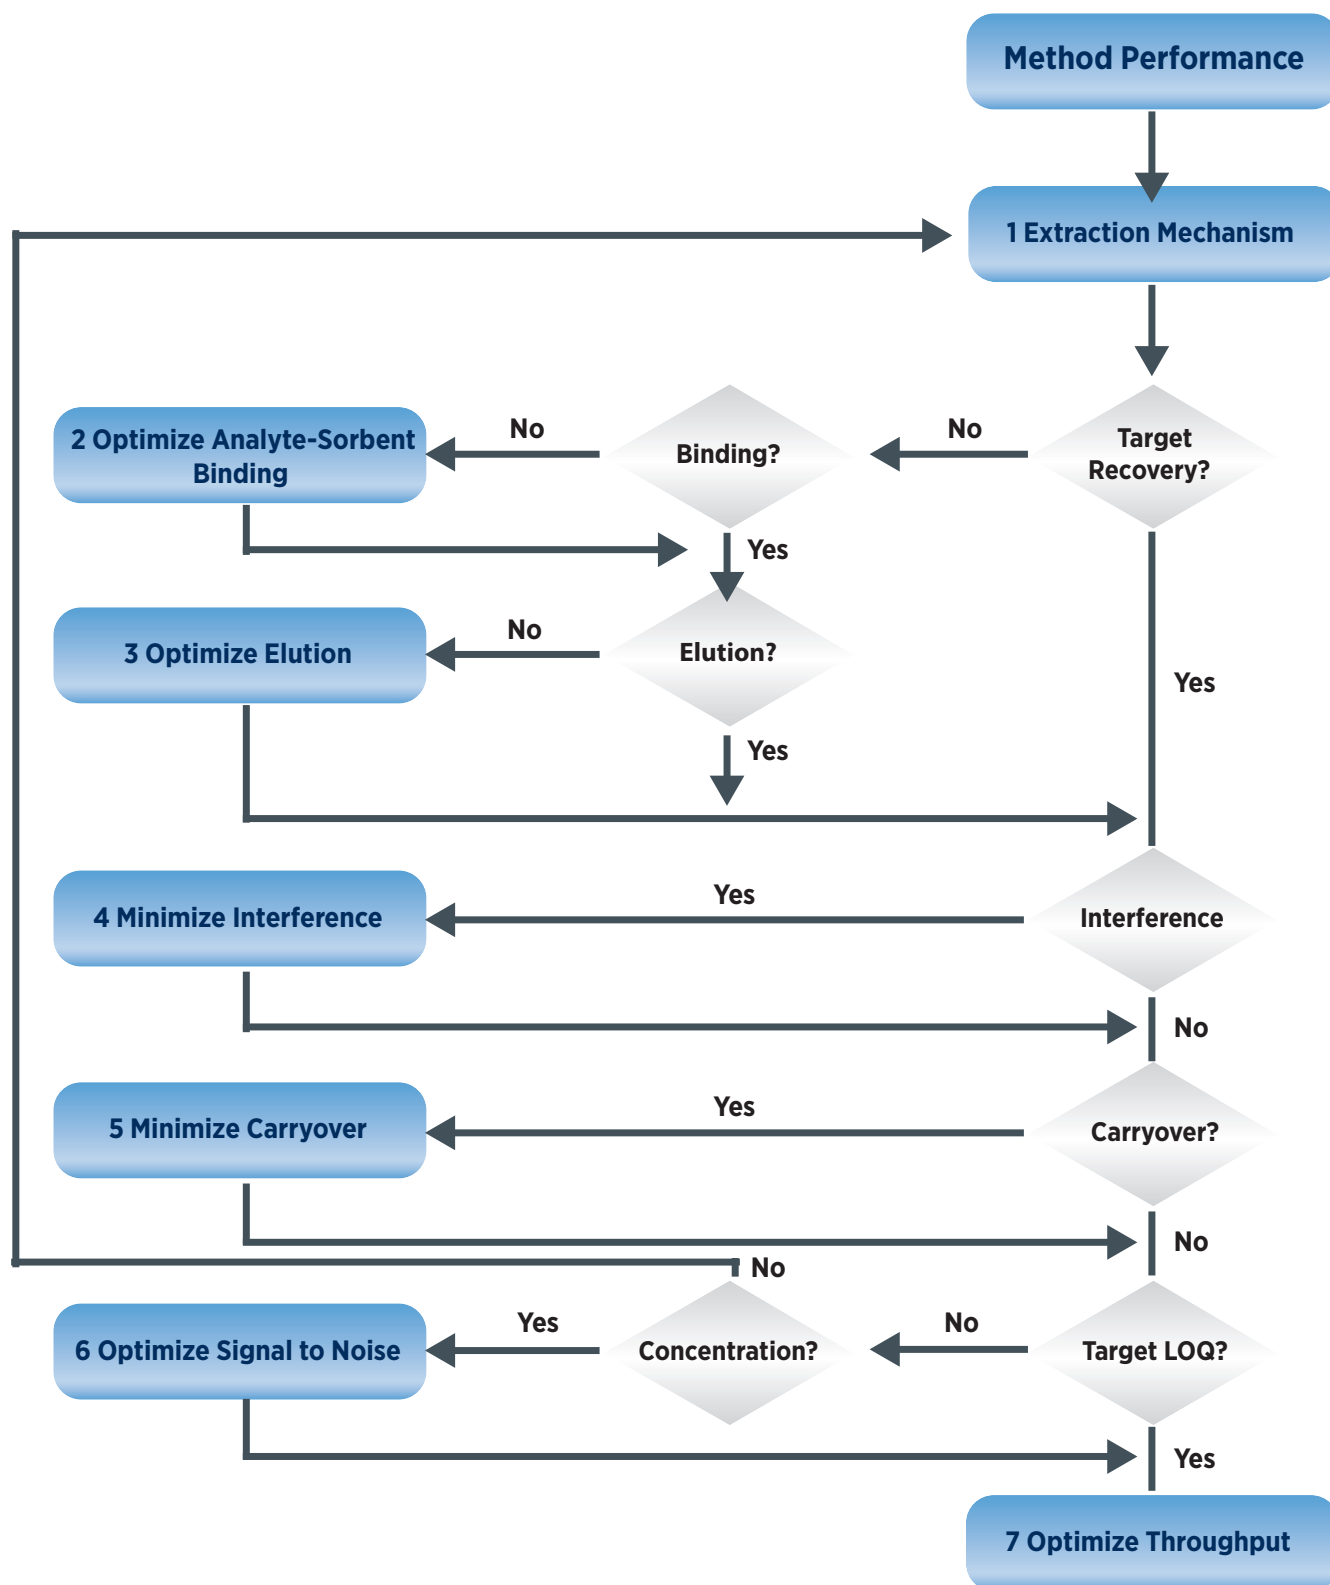 Method Performance
1 Extraction Mechanism
2 Optimize Analyte-Sorbent
Binding
No
Binding?
No
Target
Recovery?
Yes
3 Optimize Elution
No
Elution?
Yes
Yes
4 Minimize Interference
Yes
Interference
No
5 Minimize Carryover
Yes
Carryover?
No
No
6 Optimize Signal to Noise
Yes
Concentration?
No
Target LOQ?
Yes
7 Optimize Throughput